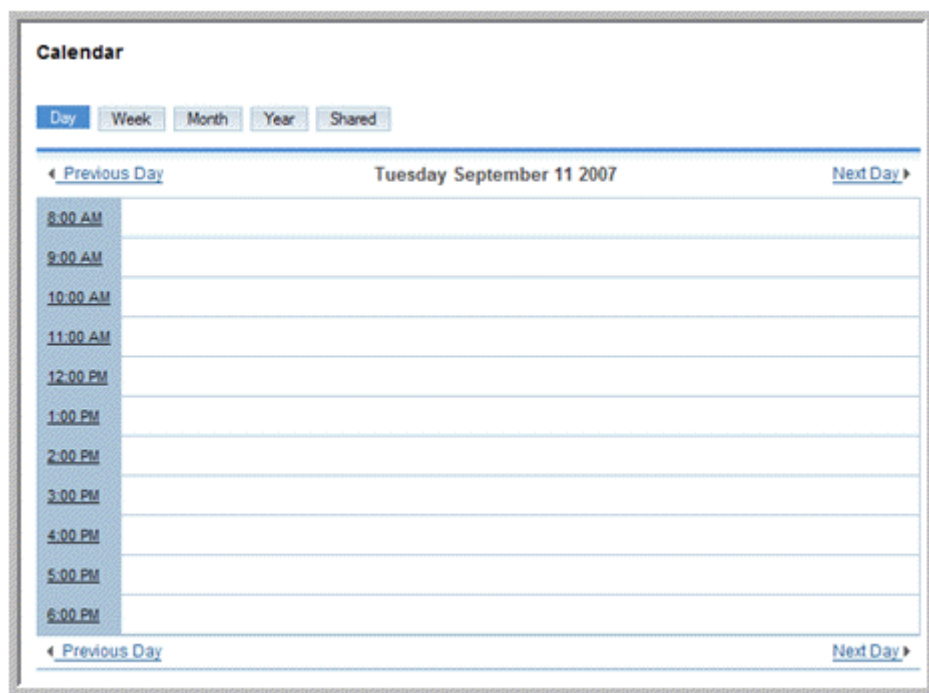 Calendar
Day Week Month Year Shared
Previous Day Tuesday September 11 2007 Next Day
8:00 AM
9:00 AM
10:00 AM
11:00 AM
12:00 PM
1:00 PM
2:00 PM
3:00 PM
4:00 PM
5:00 PM
6:00 PM
Previous Day Next Day